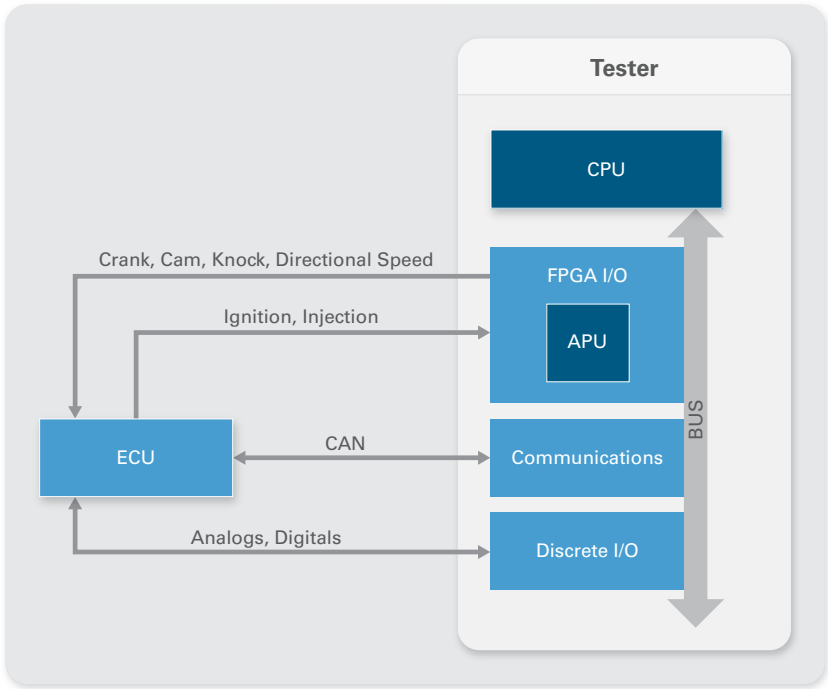 Tester
CPU
Crank, Cam, Knock, Directional Speed
FPGA I/O
Ignition, Injection
APU
BUS
ECU
CAN
Communications
Analogs, Digitals
Discrete I/O